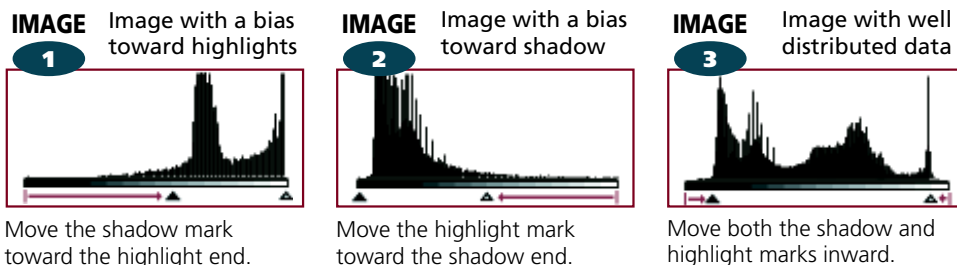 IMAGE
1
Image with a bias
toward highlights
Move the shadow mark
toward the highlight end.
IMAGE
2
Image with a bias
toward shadow
Move the highlight mark
toward the shadow end.
IMAGE
3
Image with well
distributed data
Move both the shadow and
highlight marks inward.